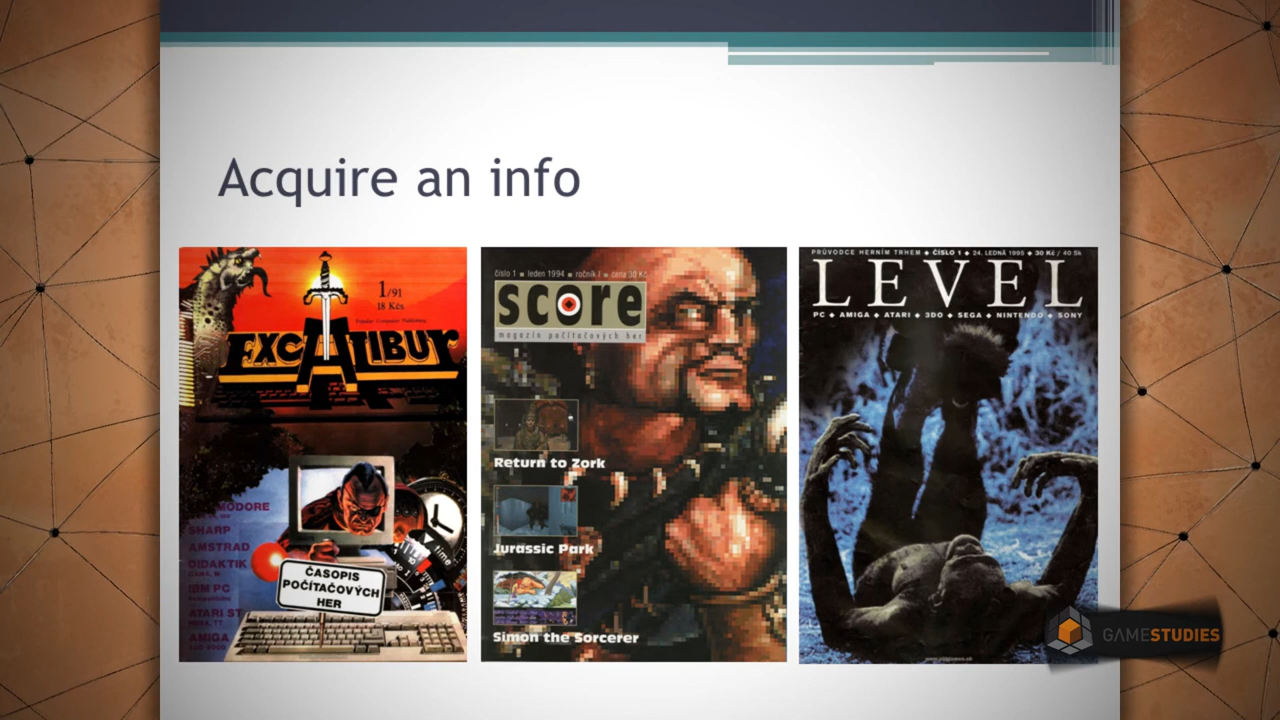 Acquire an info
1/91
18 Kčs
EXCALIBUR
COMMODORE
SHARP
AMSTRAD
DIDAKTIK
IBM PC
ATARI ST
AMIGA
ČASOPIS
POČÍTAČOVÝCH
HER
číslo 1 ■ leden 1994 ■ ročník I ■ cena 30 Kč
score
magazín počítačových her
Return to Zork
Jurassic Park
Simon the Sorcerer
PRŮVODCE HERNÍM TRHEM ◆ ČÍSLO 1 ◆ 24. LEDNA 1995 ◆ 30 Kč / 40 Sk
LEVEL
PC ◆ AMIGA ◆ ATARI ◆ 3DO ◆ SEGA ◆ NINTENDO ◆ SONY
GAMESTUDIES